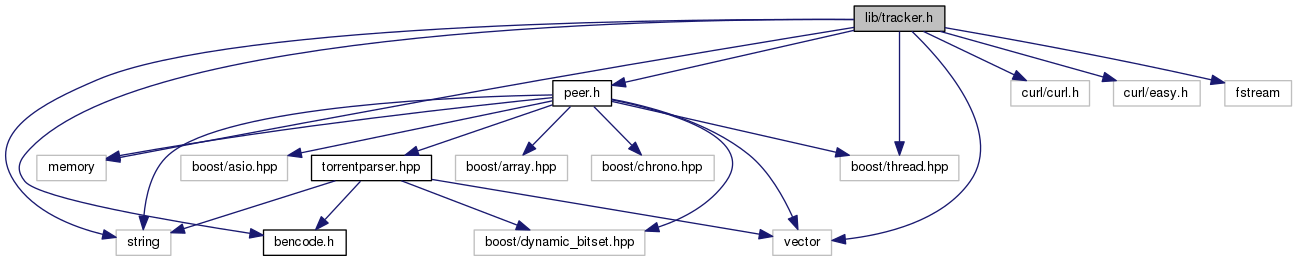 lib/tracker.h
peer.h
curl/curl.h
curl/easy.h
fstream
memory
boost/asio.hpp
torrentparser.hpp
boost/array.hpp
boost/chrono.hpp
boost/thread.hpp
string
bencode.h
boost/dynamic_bitset.hpp
vector